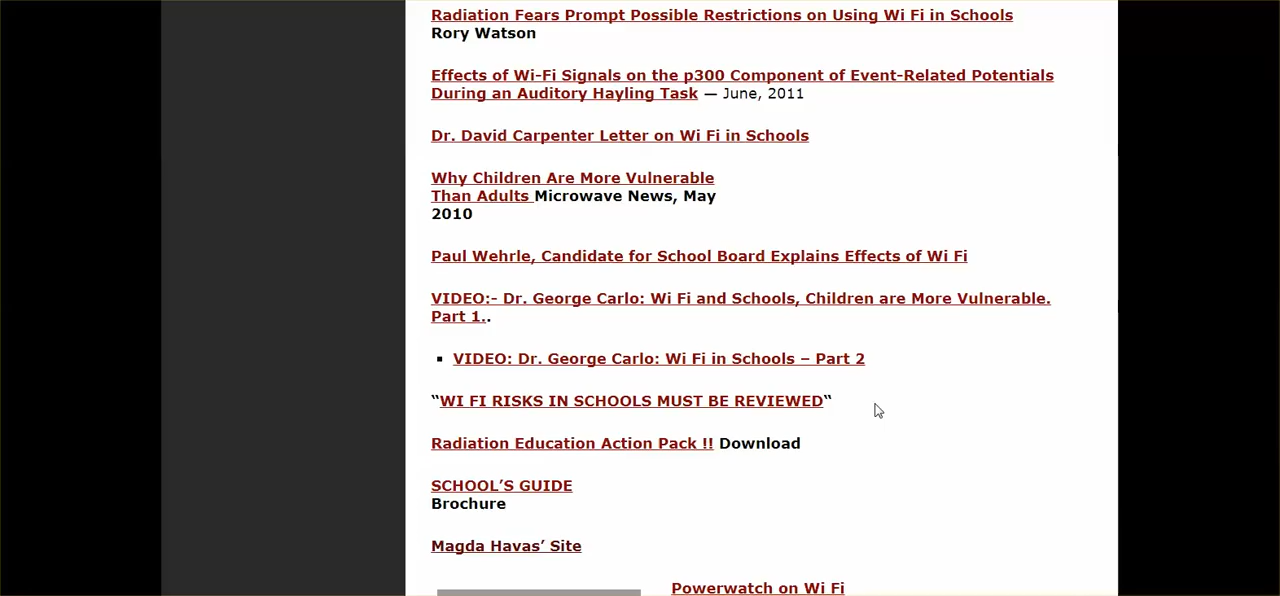 Radiation Fears Prompt Possible Restrictions on Using Wi Fi in Schools
Rory Watson
Effects of Wi-Fi Signals on the p300 Component of Event-Related Potentials
During an Auditory Hayling Task — June, 2011
Dr. David Carpenter Letter on Wi Fi in Schools
Why Children Are More Vulnerable
Than Adults Microwave News, May
2010
Paul Wehrle, Candidate for School Board Explains Effects of Wi Fi
VIDEO:- Dr. George Carlo: Wi Fi and Schools, Children are More Vulnerable.
Part 1..
▪ VIDEO: Dr. George Carlo: Wi Fi in Schools – Part 2
“WI FI RISKS IN SCHOOLS MUST BE REVIEWED“
Radiation Education Action Pack !! Download
SCHOOL’S GUIDE
Brochure
Magda Havas’ Site
Powerwatch on Wi Fi